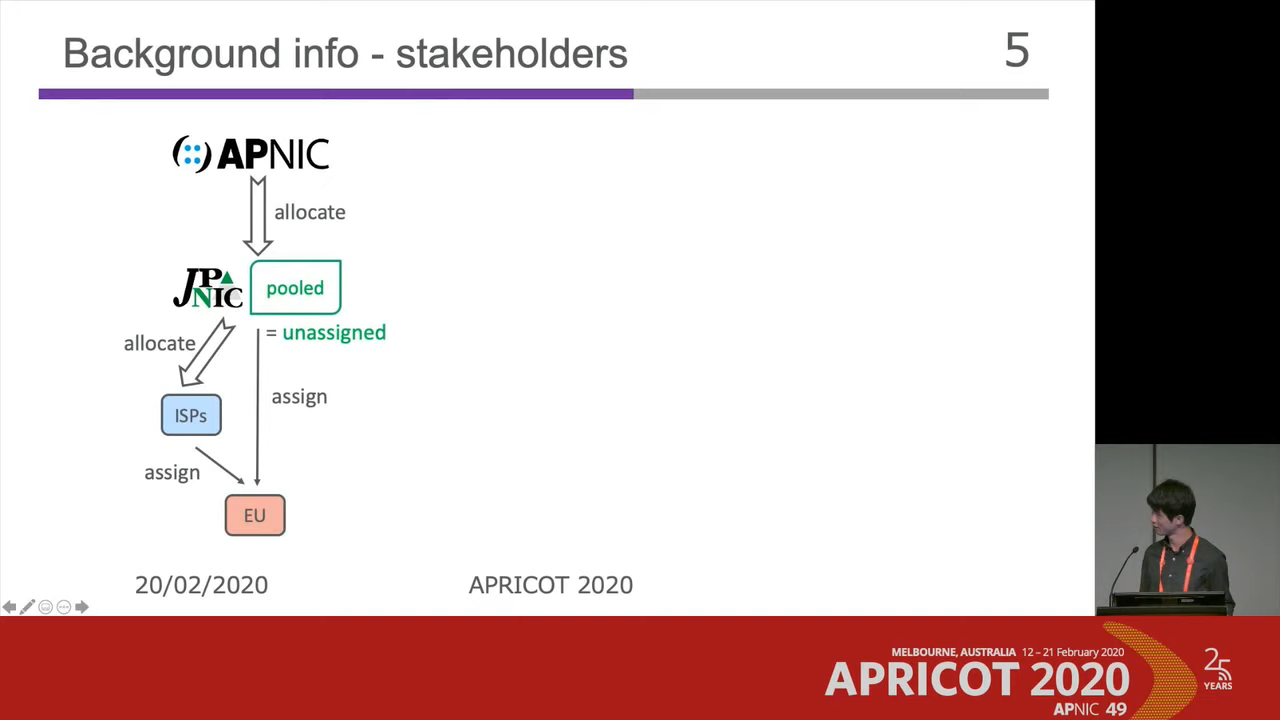 Background info - stakeholders
5
APNIC
allocate
JPNIC
pooled
= unassigned
allocate
assign
ISPs
assign
EU
20/02/2020
APRICOT 2020
MELBOURNE, AUSTRALIA 12 – 21 February 2020
APRICOT 2020
APNIC 49
25
YEARS